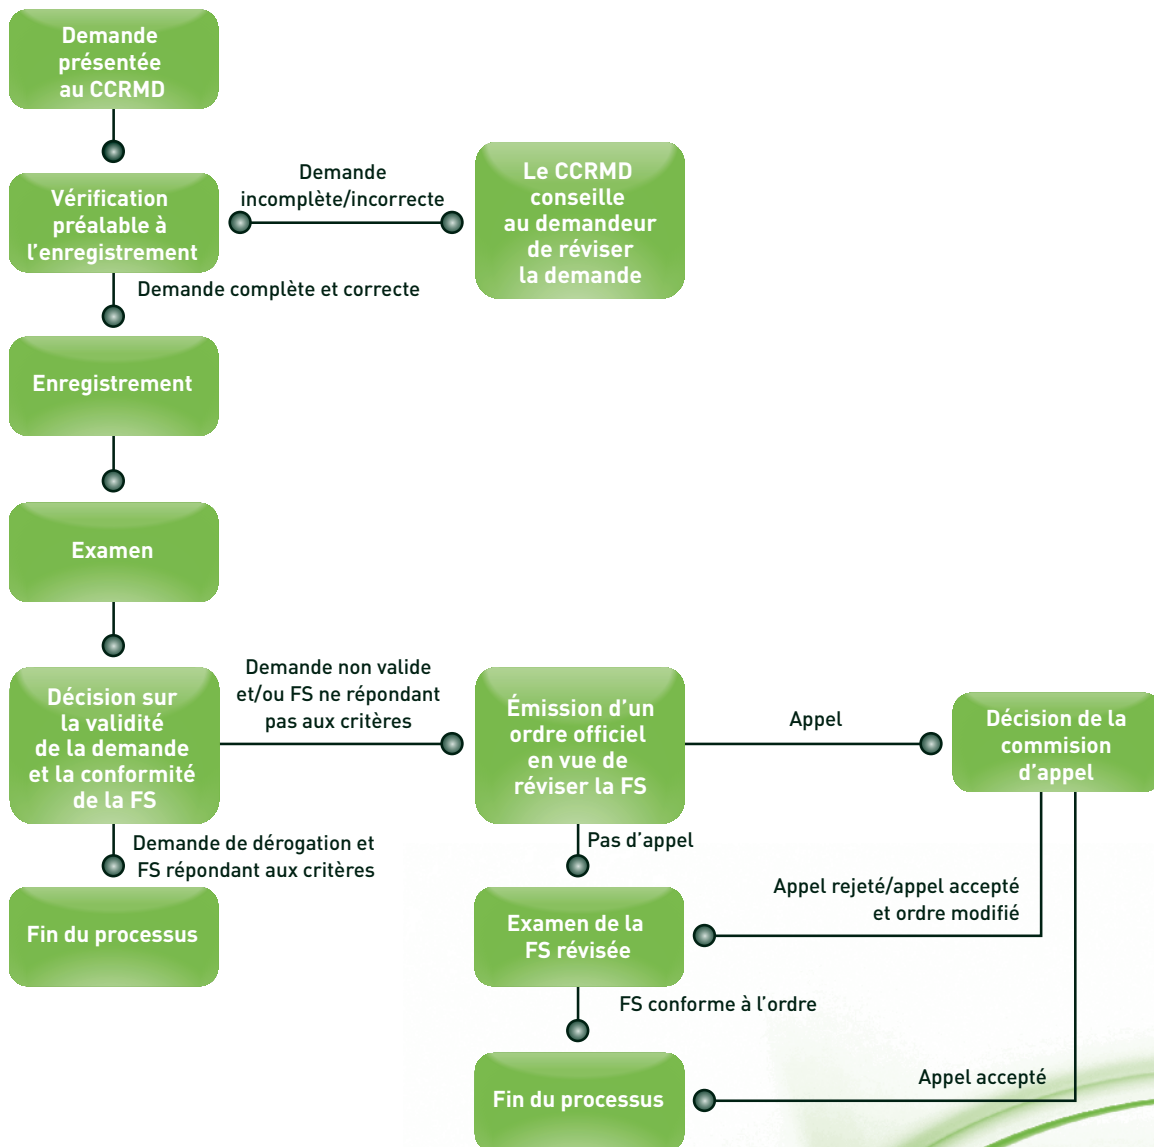 Demande
présentée
au CCRMD
Vérification
préalable à
l'enregistrement
Demande
incomplète/incorrecte
Le CCRMD
conseille
au demandeur
de réviser
la demande
Demande complète et correcte
Enregistrement
Examen
Décision sur
la validité
de la demande
et la conformité
de la FS
Demande non valide
et/ou FS ne répondant
pas aux critères
Émission d'un
ordre officiel
en vue de
réviser la FS
Appel
Décision de la
commision
d'appel
Demande de dérogation et
FS répondant aux critères
Fin du processus
Pas d'appel
Appel rejeté/appel accepté
et ordre modifié
Examen de la
FS révisée
FS conforme à l'ordre
Fin du processus
Appel accepté